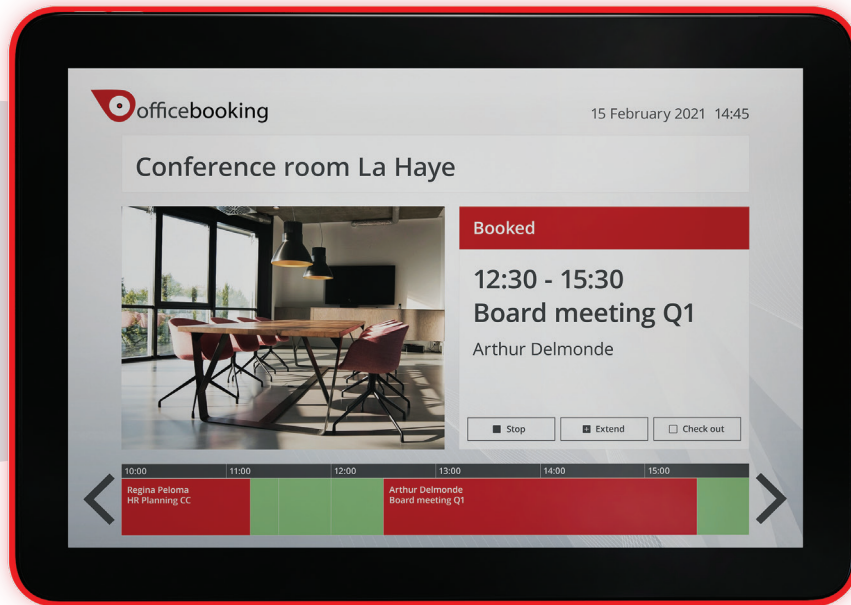 officebooking
15 February 2021 14:45
Conference room La Haye
Booked
12:30 - 15:30
Board meeting Q1
Arthur Delmonde
Stop
Extend
Check out
10:00 11:00 12:00 13:00 14:00 15:00
Regina Peloma
HR Planning CC
Arthur Delmonde
Board meeting Q1